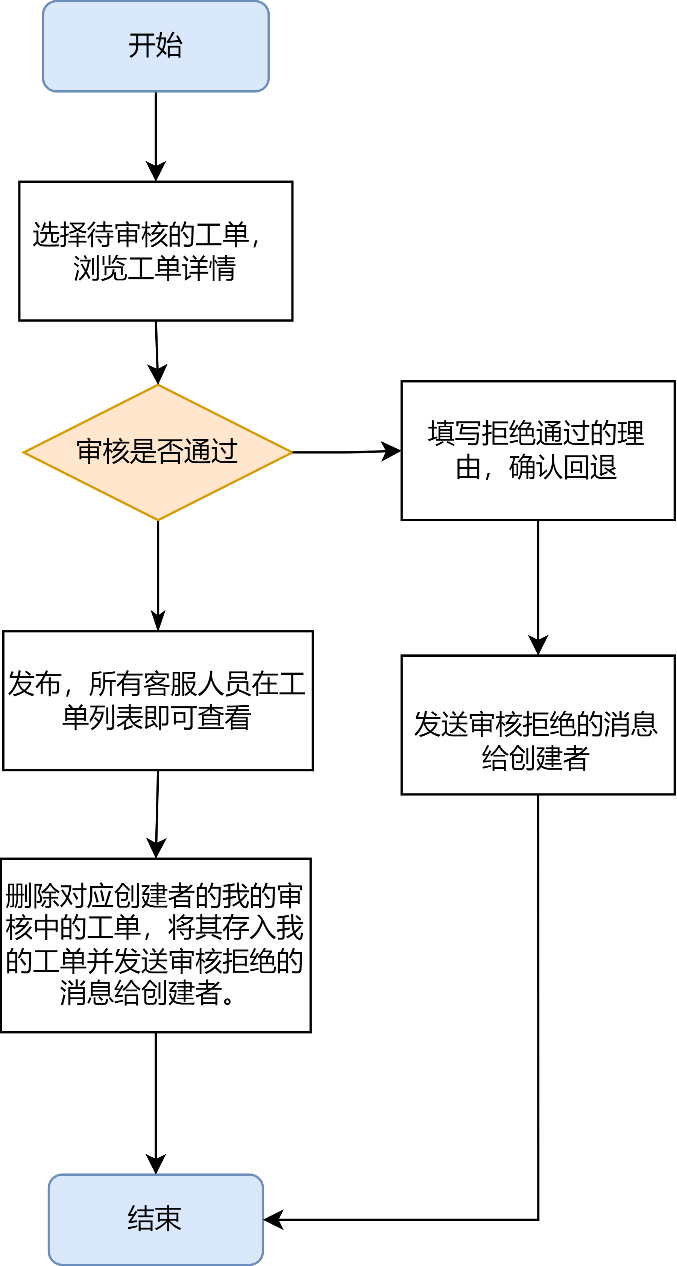 开始
选择待审核的工单，
浏览工单详情
审核是否通过
填写拒绝通过的理
由，确认回退
发布，所有客服人员在工
单列表即可查看
发送审核拒绝的消息
给创建者
删除对应创建者的我的审
核中的工单，将其存入我
的工单并发送审核拒绝的
消息给创建者。
结束